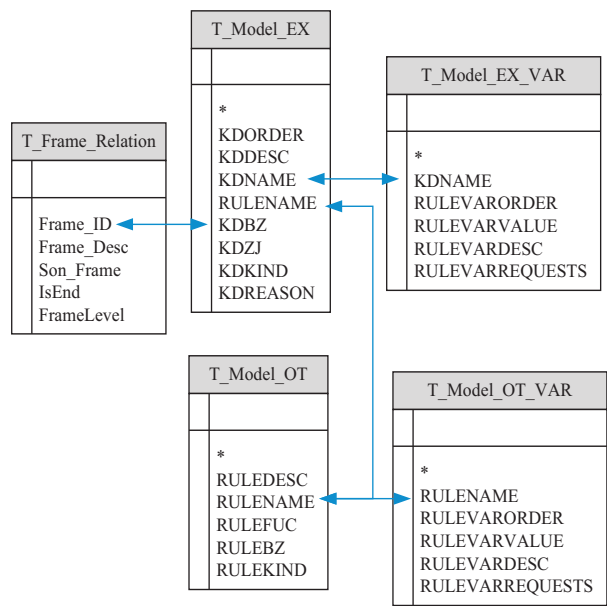 T_Model_EX
*
KDORDER
KDDESC
KDNAME
RULENAME
KDBZ
KDZJ
KDKIND
KDREASON
T_Model_EX_VAR
*
KDNAME
RULEVARORDER
RULEVARVALUE
RULEVARDESC
RULEVARREQUESTS
T_Frame_Relation
Frame_ID
Frame_Desc
Son_Frame
IsEnd
FrameLevel
T_Model_OT
*
RULEDESC
RULENAME
RULEFUC
RULEBZ
RULEKIND
T_Model_OT_VAR
*
RULENAME
RULEVARORDER
RULEVARVALUE
RULEVARDESC
RULEVARREQUESTS